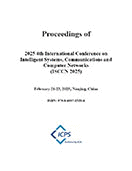 Proceedings of
2025 4th International Conference on
Intelligent Systems, Communications and
Computer Networks
(ISCCN 2025)
February 21-23, 2025, Nanjing, China
ICPS